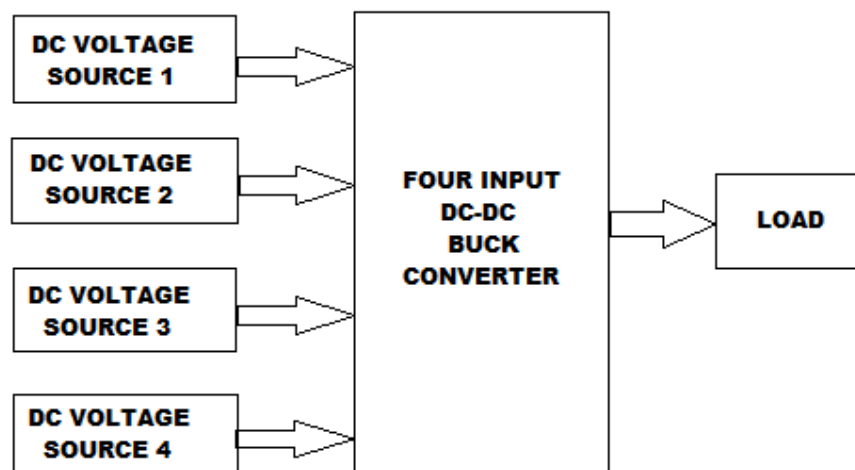 DC VOLTAGE
SOURCE 1
DC VOLTAGE
SOURCE 2
DC VOLTAGE
SOURCE 3
DC VOLTAGE
SOURCE 4
FOUR INPUT
DC-DC
BUCK
CONVERTER
LOAD